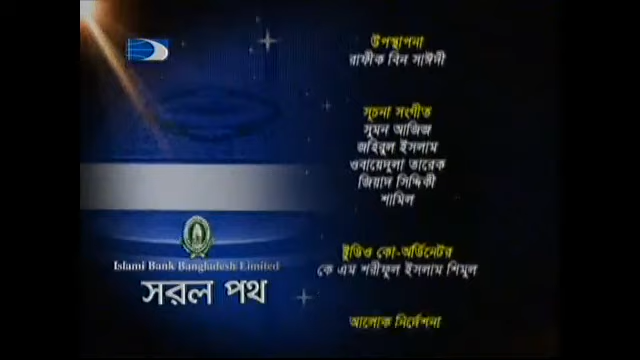 উপস্থাপনা
রাফীক বিন সাঈদী
সূচনা সংগীত
সুমন আজিজ
জহিরুল ইসলাম
ওবায়েদুল্লা তারেক
জিয়াদ সিদ্দিকী
শামিল
ষ্টুডিও কো-অর্ডিনেটর
কে এম শরীফুল ইসলাম শিমুল
আলোক নির্দেশনা
Islami Bank Bangladesh Limited
সরল পথ